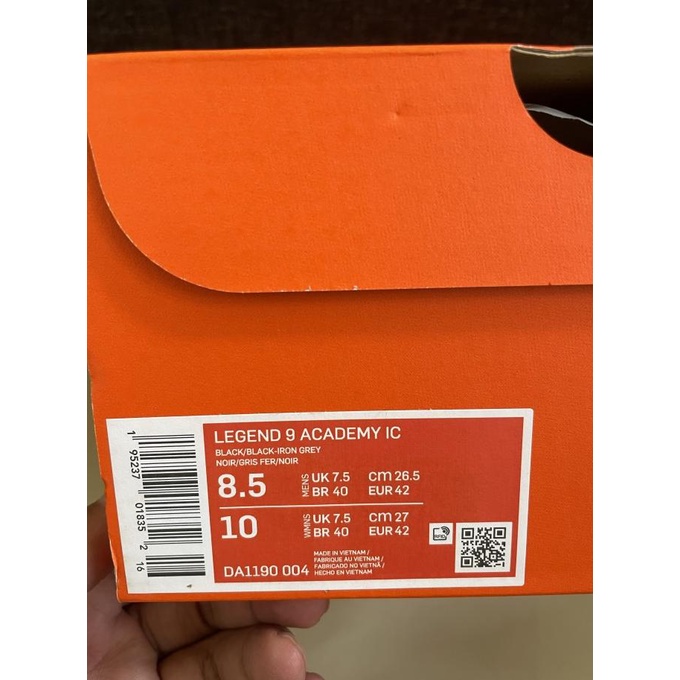 LEGEND 9 ACADEMY IC
BLACK/BLACK-IRON GREY
NOIR/GRIS FER/NOIR
8.5 MENS UK 7.5 CM 26.5
BR 40 EUR 42
10 WMNS UK 7.5 CM 27
BR 40 EUR 42
RFID
MADE IN VIETNAM /
FABRIQUE AU VIETNAM /
FABRICADO NO VIETNÃ /
HECHO EN VIETNAM
DA1190 004
1 95237 01835 2 16